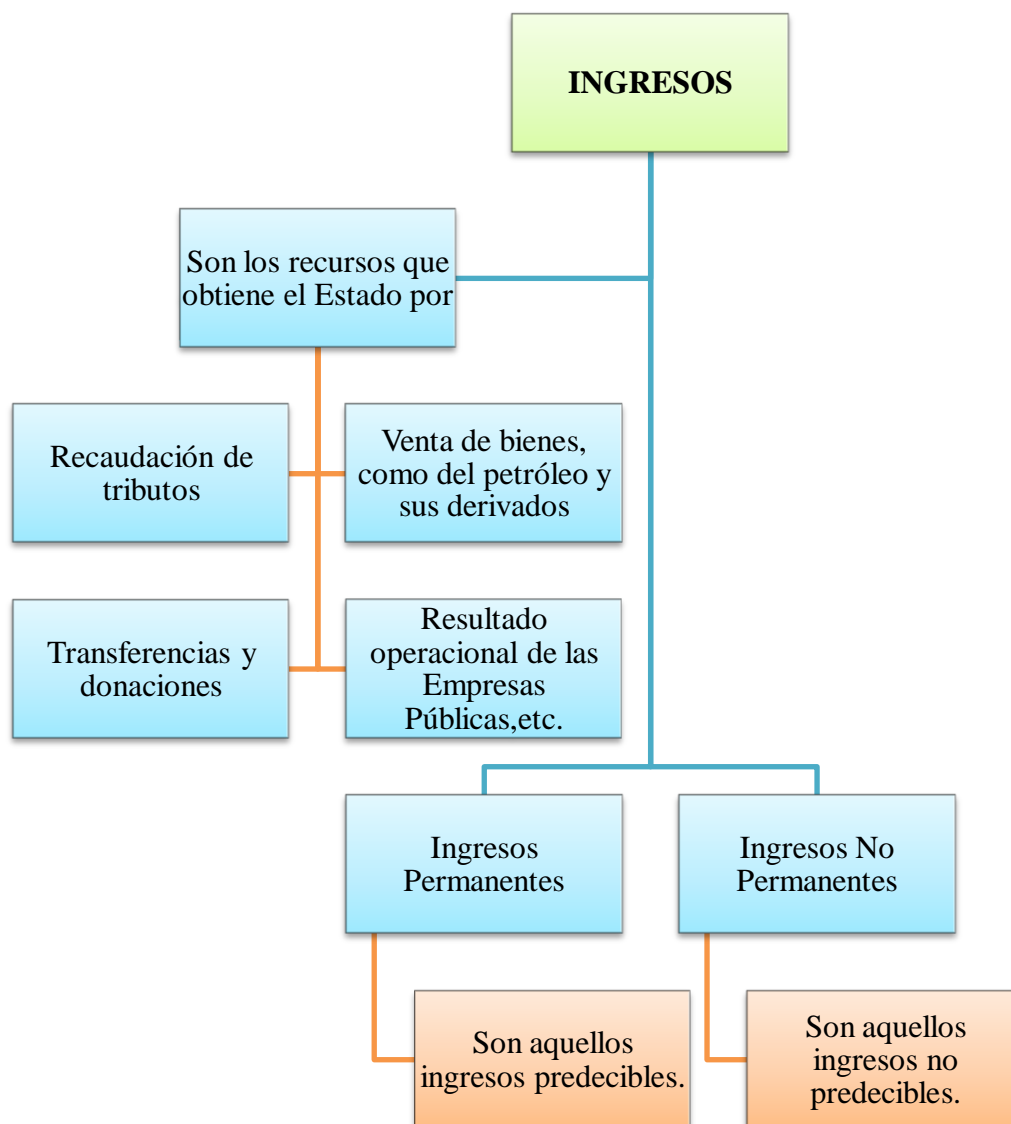 INGRESOS
Son los recursos que
obtiene el Estado por
Recaudación de
tributos
Venta de bienes,
como del petróleo y
sus derivados
Transferencias y
donaciones
Resultado
operacional de las
Empresas
Públicas,etc.
Ingresos
Permanentes
Ingresos No
Permanentes
Son aquellos
ingresos predecibles.
Son aquellos
ingresos no
predecibles.